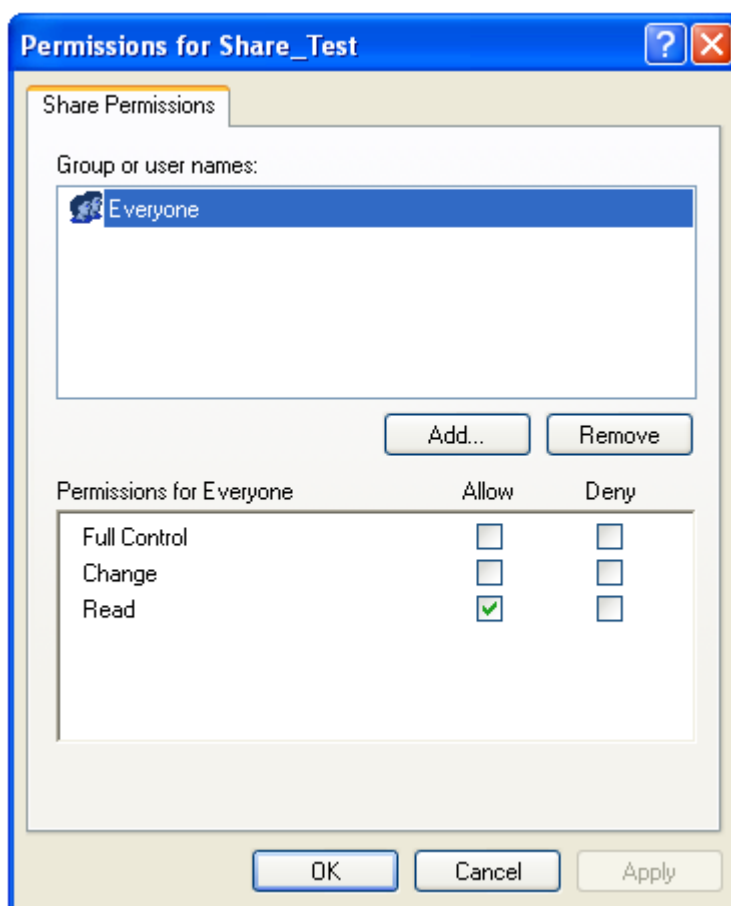 Permissions for Share_Test
Share Permissions
Group or user names:
Everyone
Add... Remove
Permissions for Everyone Allow Deny
Full Control
Change
Read
OK Cancel Apply